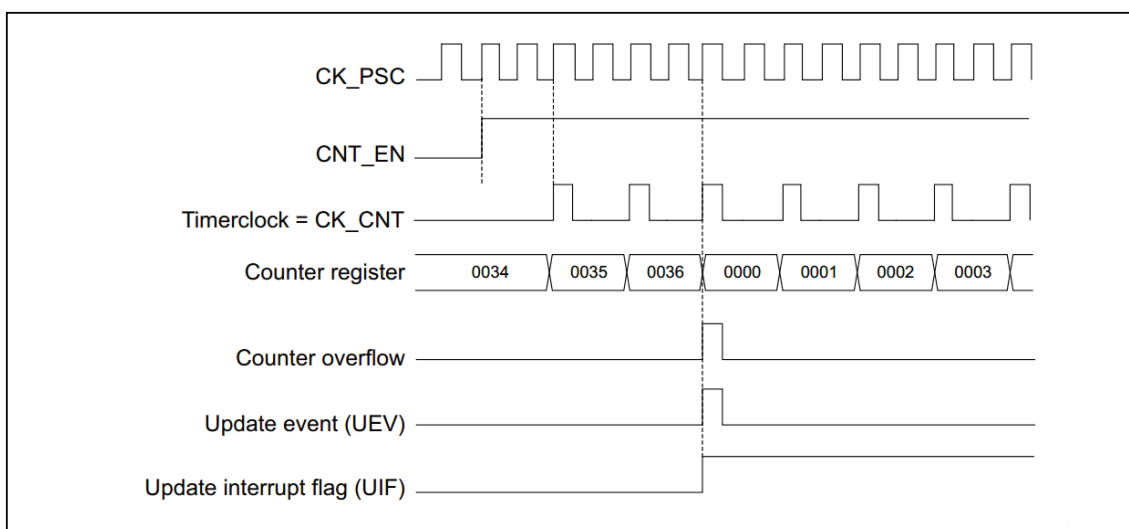 CK_PSC
CNT_EN
Timerclock = CK_CNT
Counter register 0034 0035 0036 0000 0001 0002 0003
Counter overflow
Update event (UEV)
Update interrupt flag (UIF)